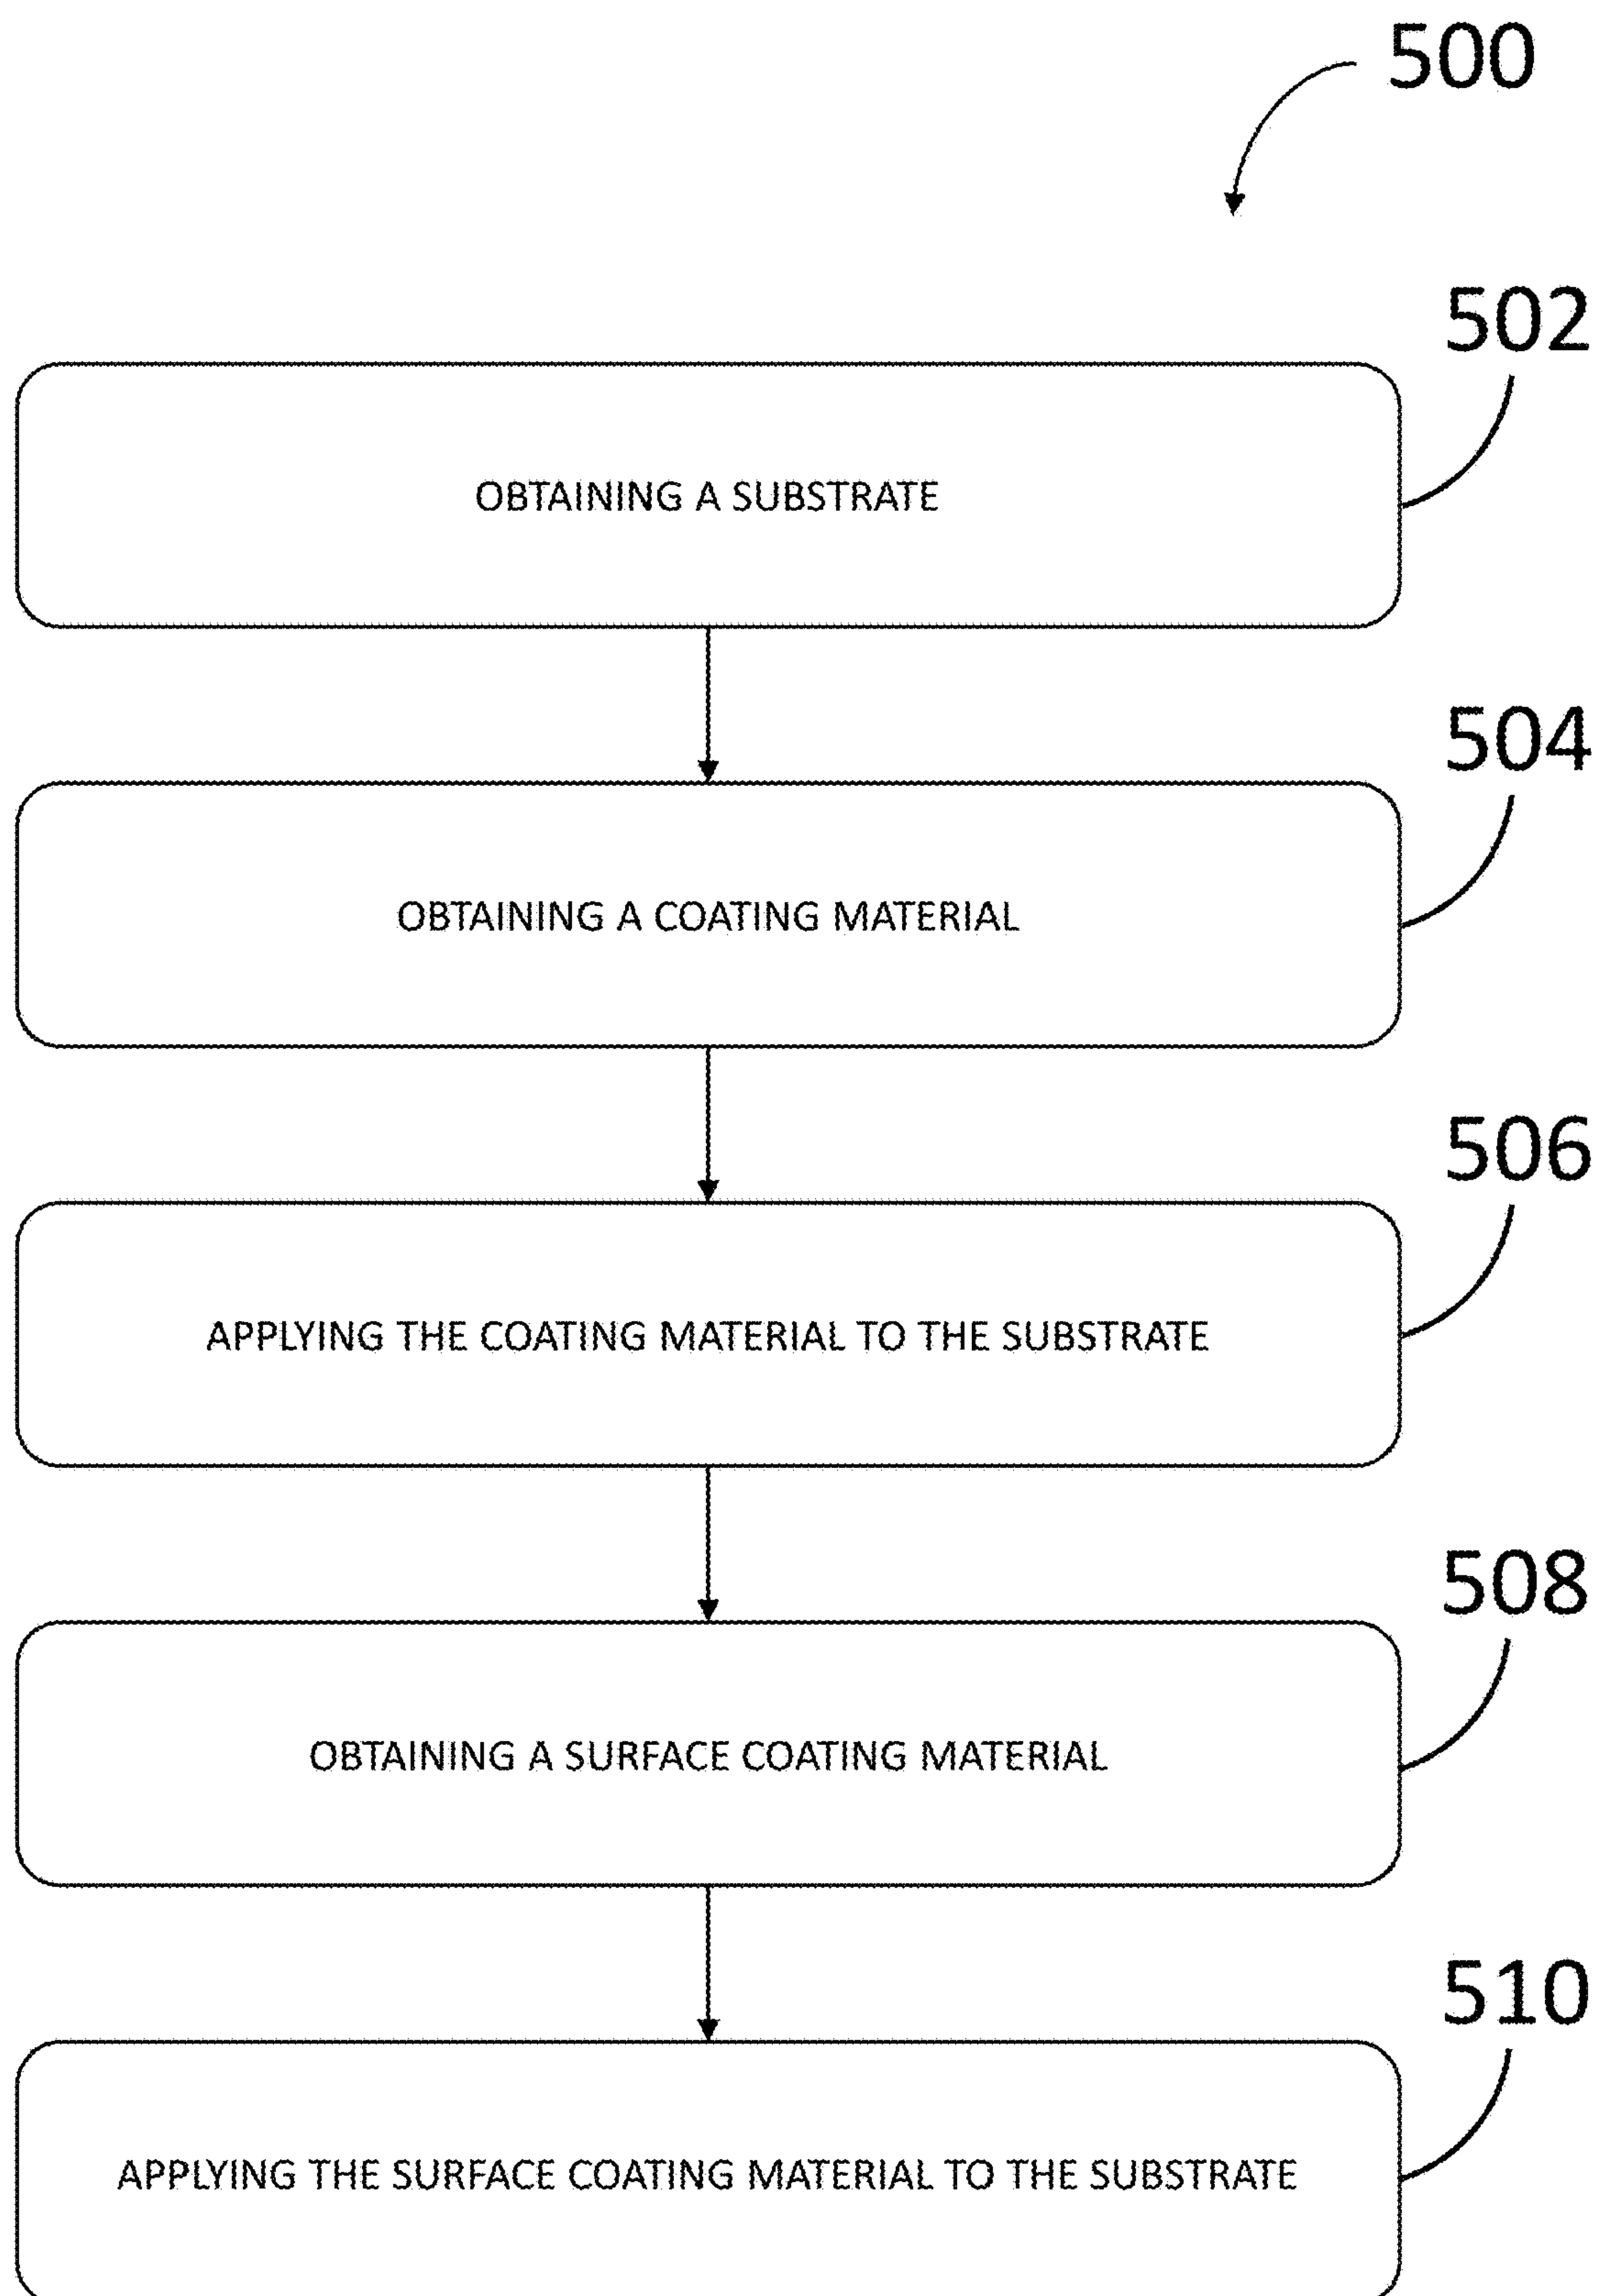 500
502
OBTAINING A SUBSTRATE
504
OBTAINING A COATING MATERIAL
506
APPLYING THE COATING MATERIAL TO THE SUBSTRATE
508
OBTAINING A SURFACE COATING MATERIAL
510
APPLYING THE SURFACE COATING MATERIAL TO THE SUBSTRATE